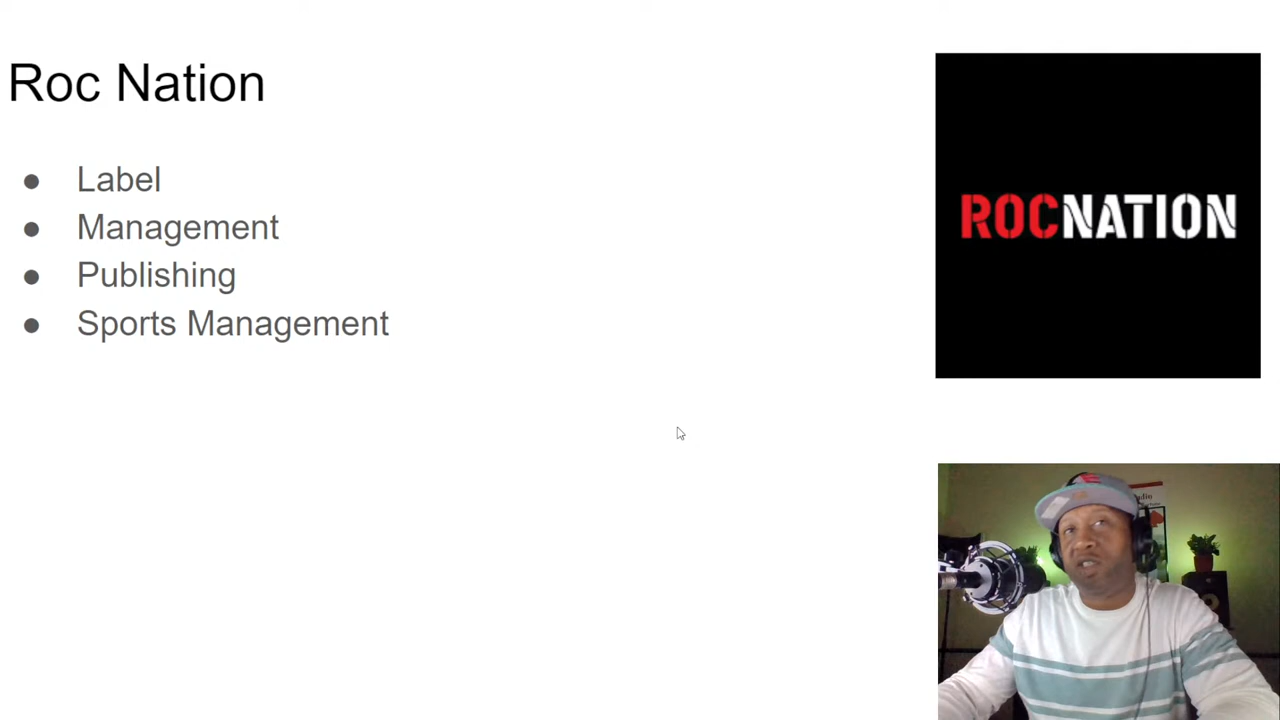 Roc Nation
● Label
● Management
● Publishing
● Sports Management
ROCNATION